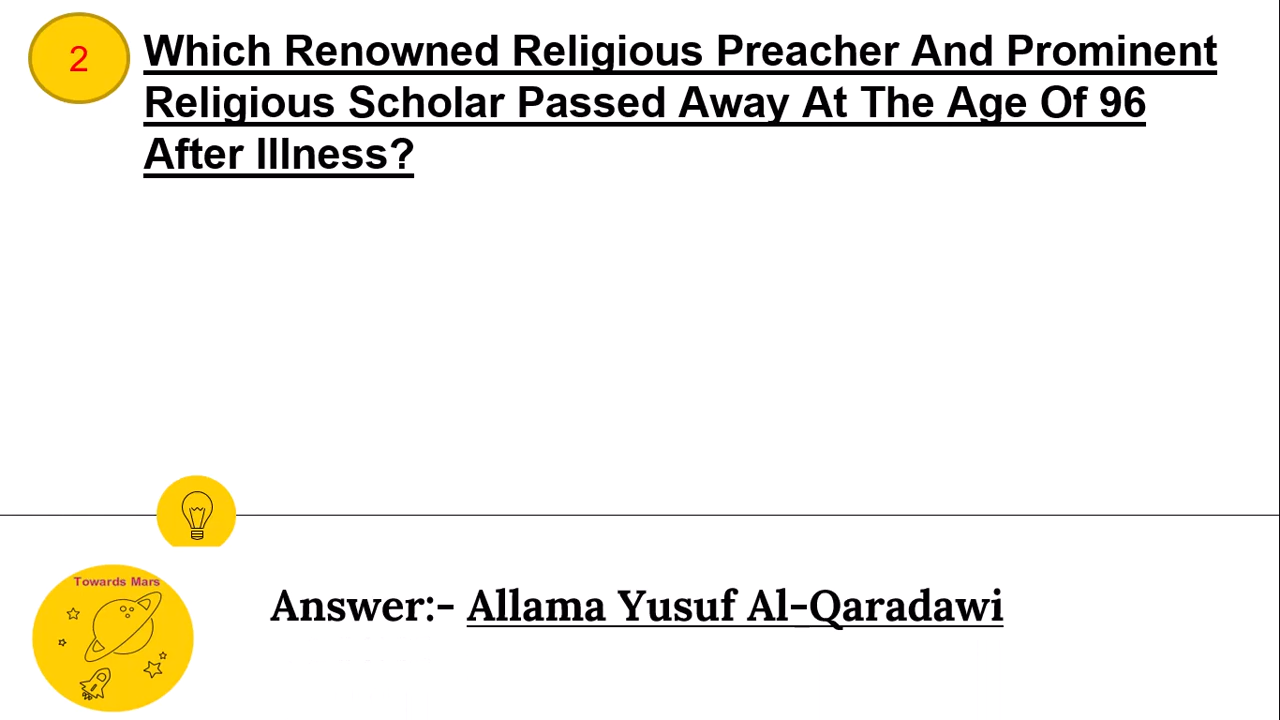 2
Which Renowned Religious Preacher And Prominent
Religious Scholar Passed Away At The Age Of 96
After Illness?
Towards Mars
Answer:- Allama Yusuf Al-Qaradawi